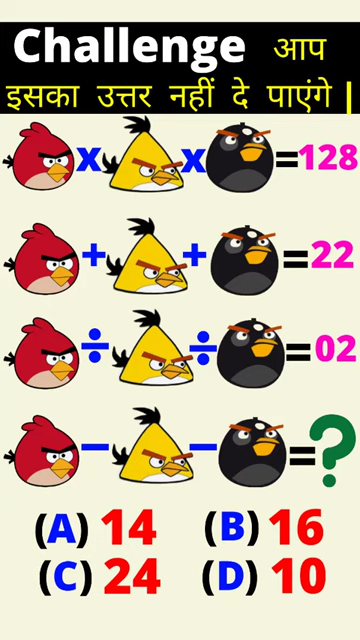 Challenge आप
इसका उत्तर नहीं दे पाएंगे |
x x =128
+ + =22
÷ ÷ =02
- - =?
(A) 14 (B) 16
(C) 24 (D) 10